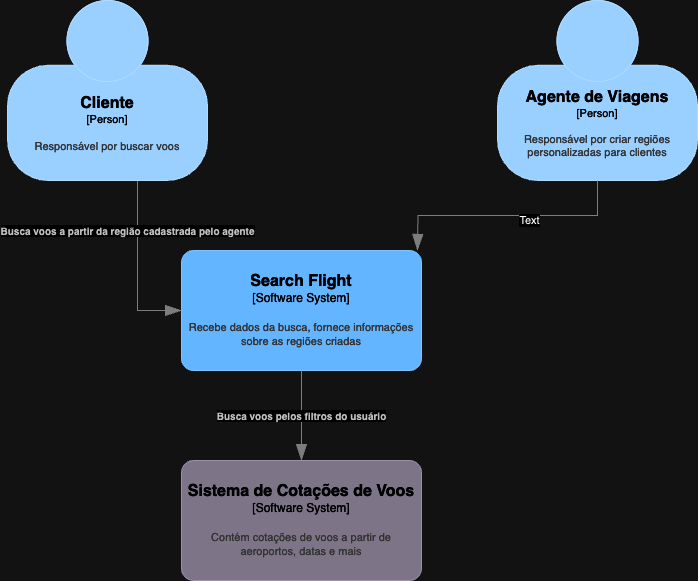 Cliente
[Person]
Responsável por buscar voos
Agente de Viagens
[Person]
Responsável por criar regiões
personalizadas para clientes
Text
Busca voos a partir da região cadastrada pelo agente
Search Flight
[Software System]
Recebe dados da busca, fornece informações
sobre as regiões criadas
Busca voos pelos filtros do usuário
Sistema de Cotações de Voos
[Software System]
Contém cotações de voos a partir de
aeroportos, datas e mais